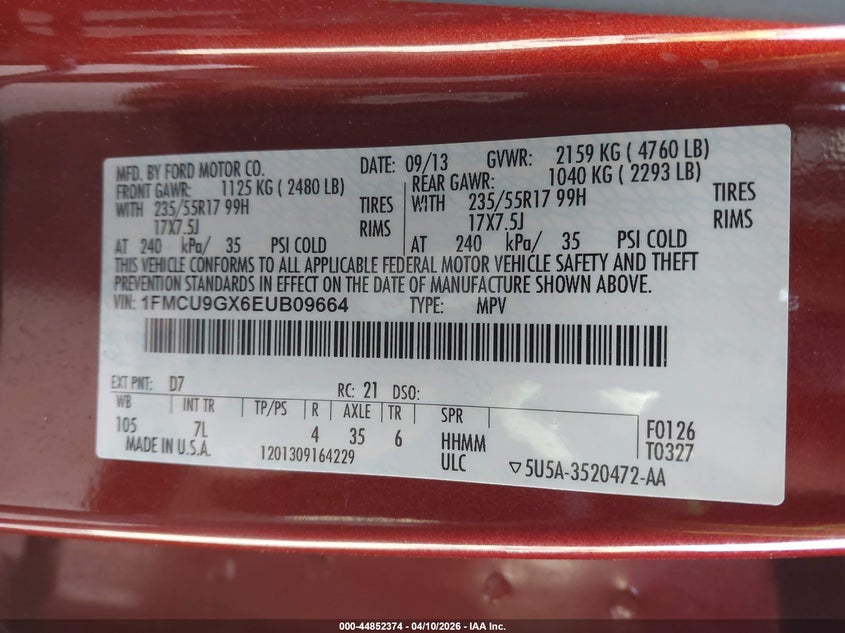 MFD. BY FORD MOTOR CO. DATE: 09/13 GVWR: 2159 KG ( 4760 LB)
FRONT GAWR: 1125 KG ( 2480 LB) REAR GAWR: 1040 KG ( 2293 LB)
WITH 235/55R17 99H TIRES WITH 235/55R17 99H TIRES
17X7.5J RIMS 17X7.5J RIMS
AT 240 kPa/ 35 PSI COLD AT 240 kPa/ 35 PSI COLD
THIS VEHICLE CONFORMS TO ALL APPLICABLE FEDERAL MOTOR VEHICLE SAFETY AND THEFT
PREVENTION STANDARDS IN EFFECT ON THE DATE OF MANUFACTURE SHOWN ABOVE.
VIN: 1FMCU9GX6EUB09664 TYPE: MPV
EXT PNT: D7 RC: 21 DSO:
WB INT TR TP/PS R AXLE TR SPR
105 7L 4 35 6 HHMM F0126
MADE IN U.S.A. 1201309164229 ULC T0327
▽5U5A-3520472-AA
000-44852374 | 04/10/2026 - IAA Inc.